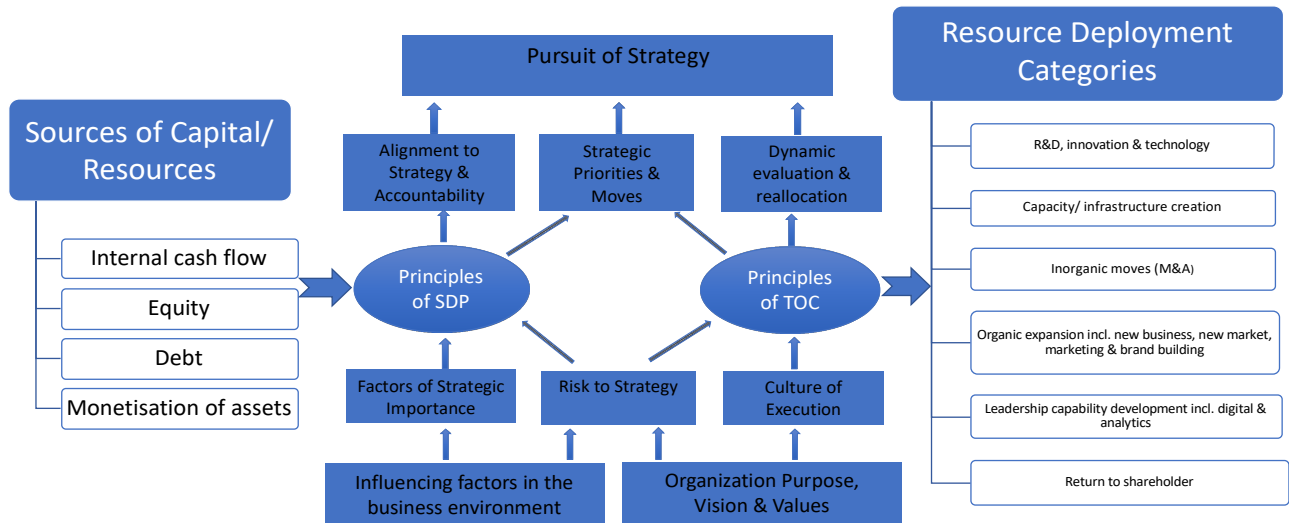 Sources of Capital/
Resources
Internal cash flow
Equity
Debt
Monetisation of assets
Pursuit of Strategy
Alignment to
Strategy &
Accountability
Strategic
Priorities &
Moves
Dynamic
evaluation &
reallocation
Principles
of SDP
Principles
of TOC
Factors of Strategic
Importance
Risk to Strategy
Culture of
Execution
Influencing factors in the
business environment
Organization Purpose,
Vision & Values
Resource Deployment
Categories
R&D, innovation & technology
Capacity/ infrastructure creation
Inorganic moves (M&A)
Organic expansion incl. new business, new market,
marketing & brand building
Leadership capability development incl. digital &
analytics
Return to shareholder